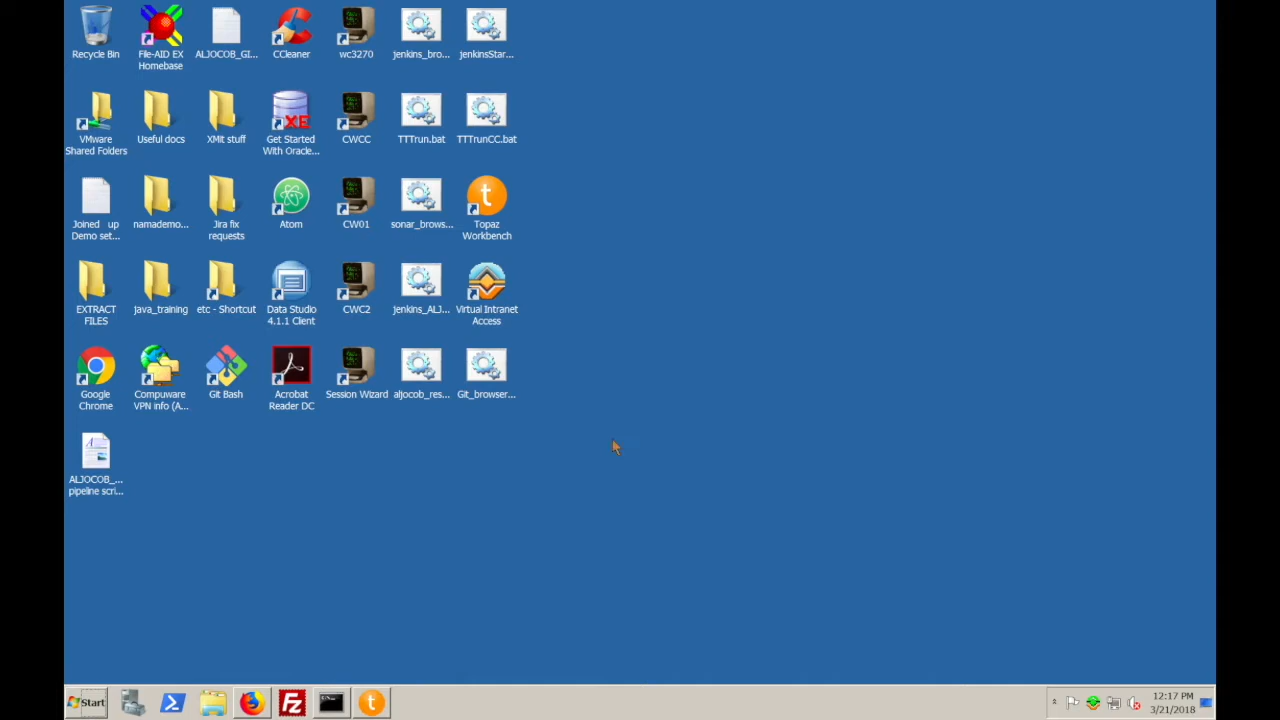 Recycle Bin
File-AID EX
Homebase
ALJOCOB_GI...
CCleaner
wc3270
jenkins_bro...
jenkinsStar...
VMware
Shared Folders
Useful docs
XMit stuff
Get Started
With Oracle...
XE
CWCC
TTTrun.bat
TTTrunCC.bat
Joined up
Demo set...
namademo...
Jira fix
requests
Atom
CW01
sonar_brows...
t
Topaz
Workbench
EXTRACT
FILES
java_training
etc - Shortcut
Data Studio
4.1.1 Client
CWC2
jenkins_ALJ...
Virtual Intranet
Access
Google
Chrome
Compuware
VPN info (A...
Git Bash
Acrobat
Reader DC
Session Wizard
aljocob_res...
Git_browser...
ALJOCOB_...
pipeline scri...
Start
Fz
t
12:17 PM
3/21/2018